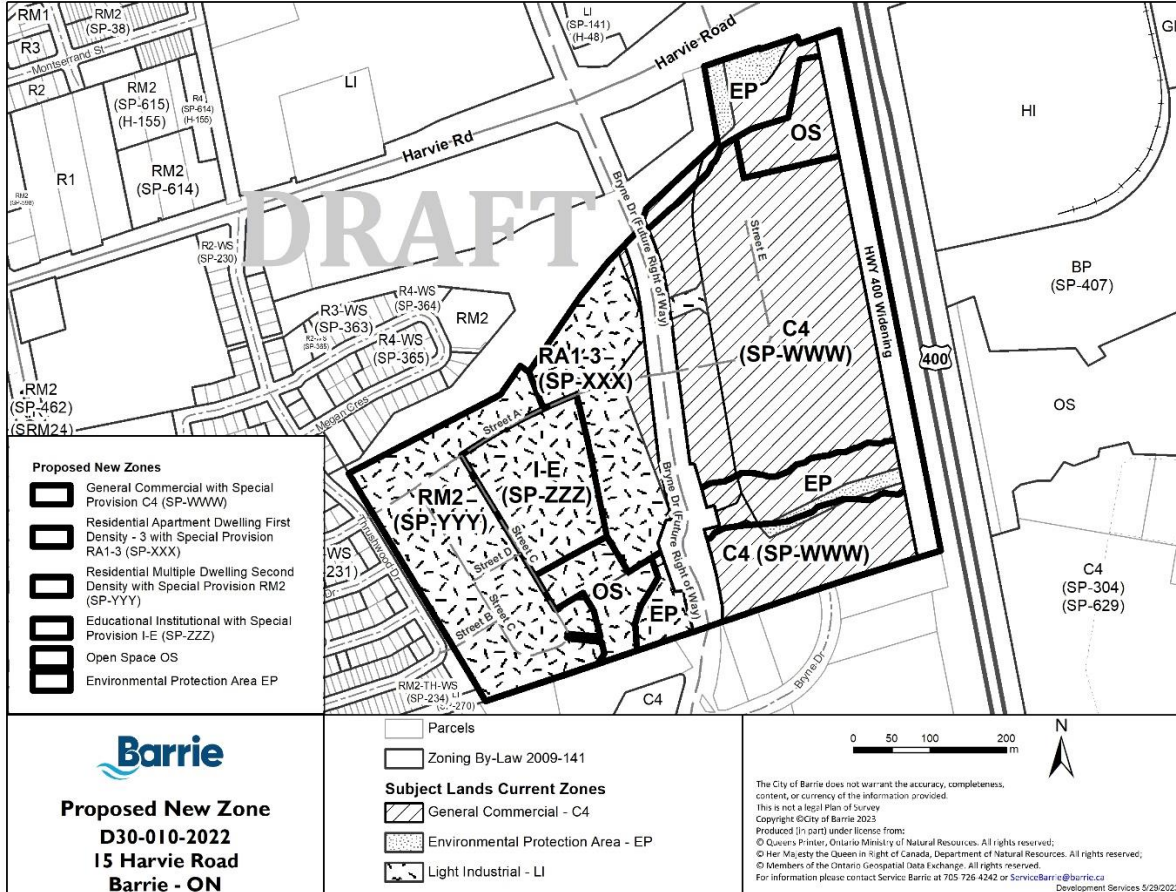 RM1
RM2
(SP-38)
R3
Montserrand St
R2
RM2
(SP-615)
(H-155)
R4
(SP-614)
(H-155)
R1
RM2
(SP-614)
RM2
LI
LI
(SP-141)
(H-48)
Harvie Road
Harvie Rd
HI
EP
OS
DRAFT
R2-WS
(SP-230)
R3-WS
(SP-363)
R4-WS
(SP-364)
R4-WS
(SP-365)
RM2
Megan Cres
RM2
(SP-462)
(SRM24)
Bryne Dr (Future Right of Way)
Street E
HWY 400 Widening
400
BP
(SP-407)
OS
C4
(SP-WWW)
RA1-3
(SP-XXX)
Street A
I-E
(SP-ZZZ)
RM2
(SP-YYY)
Street D
Street C
Street C
Street B
Thrushwood Dr
WS
231)
Dr
OS
EP
EP
Bryne Dr (Future Right of Way)
C4 (SP-WWW)
C4
(SP-304)
(SP-629)
RM2-TH-WS
(SP-234)
(SP-270)
C4
Bryne Dr
Proposed New Zones
General Commercial with Special
Provision C4 (SP-WWW)
Residential Apartment Dwelling First
Density - 3 with Special Provision
RA1-3 (SP-XXX)
Residential Multiple Dwelling Second
Density with Special Provision RM2
(SP-YYY)
Educational Institutional with Special
Provision I-E (SP-ZZZ)
Open Space OS
Environmental Protection Area EP
Barrie
Proposed New Zone
D30-010-2022
15 Harvie Road
Barrie - ON
Parcels
Zoning By-Law 2009-141
Subject Lands Current Zones
General Commercial - C4
Environmental Protection Area - EP
Light Industrial - LI
0 50 100 200
m
N
The City of Barrie does not warrant the accuracy, completeness,
content, or currency of the information provided.
This is not a legal Plan of Survey
Copyright ©City of Barrie 2023
Produced (in part) under license from:
© Queens Printer, Ontario Ministry of Natural Resources. All rights reserved;
© Her Majesty the Queen in Right of Canada, Department of Natural Resources. All rights reserved;
© Members of the Ontario Geospatial Data Exchange. All rights reserved.
For information please contact Service Barrie at 705-726-4242 or ServiceBarrie@barrie.ca